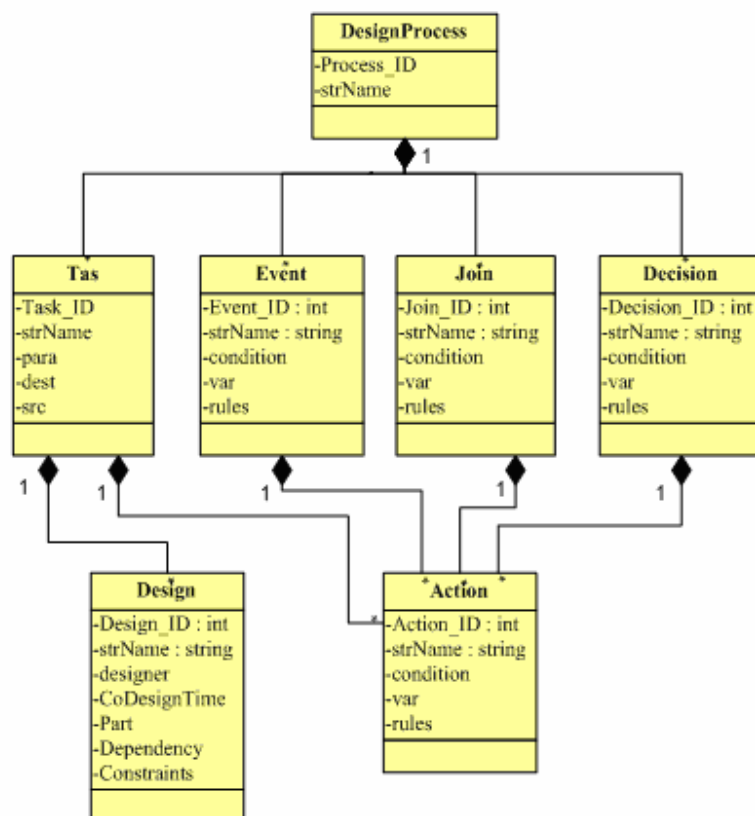 DesignProcess
-Process_ID
-strName
1
Tas
-Task_ID
-strName
-para
-dest
-src
*
Event
-Event_ID : int
-strName : string
-condition
-var
-rules
*
Join
-Join_ID : int
-strName : string
-condition
-var
-rules
*
Decision
-Decision_ID : int
-strName : string
-condition
-var
-rules
1
1
1
1
1
*
Design
-Design_ID : int
-strName : string
-designer
-CoDesignTime
-Part
-Dependency
-Constraints
*
*
*
*
Action
-Action_ID : int
-strName : string
-condition
-var
-rules